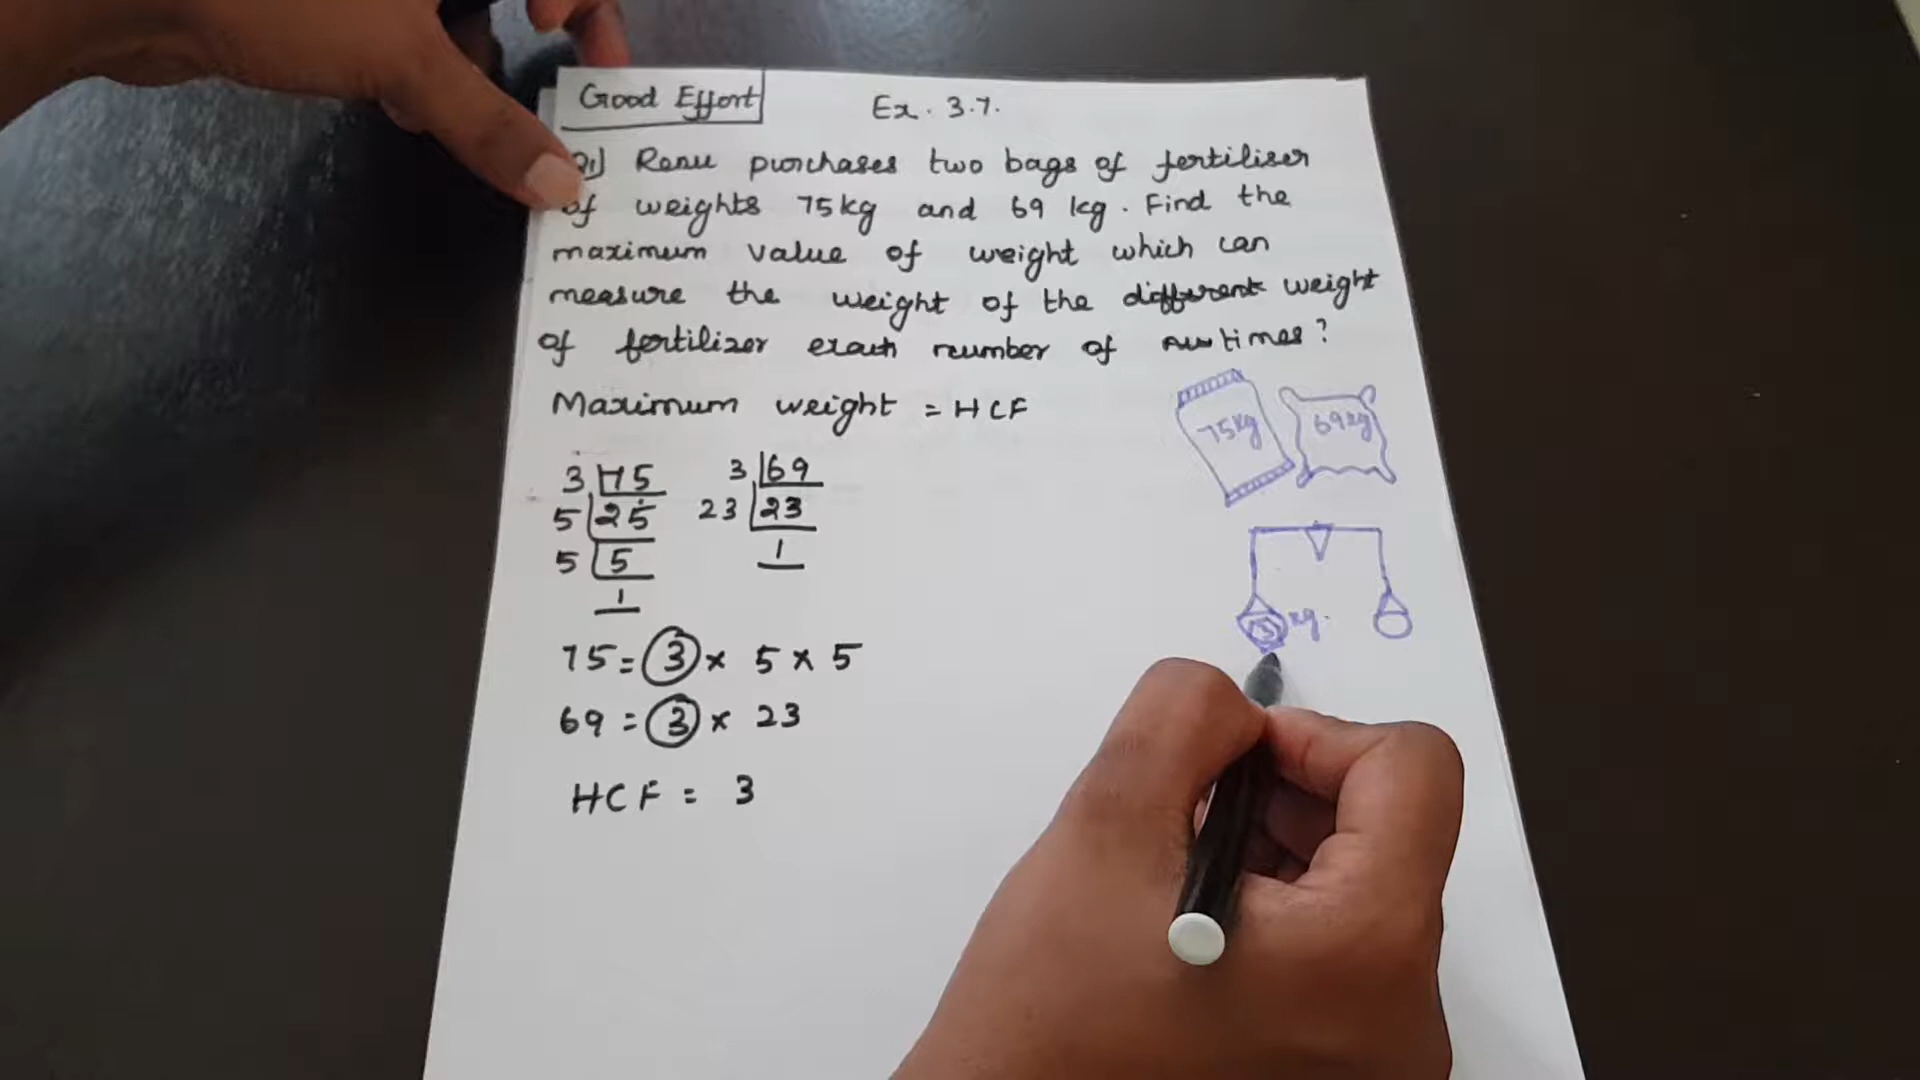 Good Effort
Ex. 3.7.
Q1) Renu purchases two bags of fertiliser
of weights 75kg and 69 kg. Find the
maximum value of weight which can
measure the weight of the different weight
of fertilizer exact number of times?
Maximum weight = HCF
75kg 69kg
3 75
5 25
5 5
1
3 69
23 23
1
3 kg.
75 = 3 × 5 × 5
69 = 3 × 23
HCF = 3